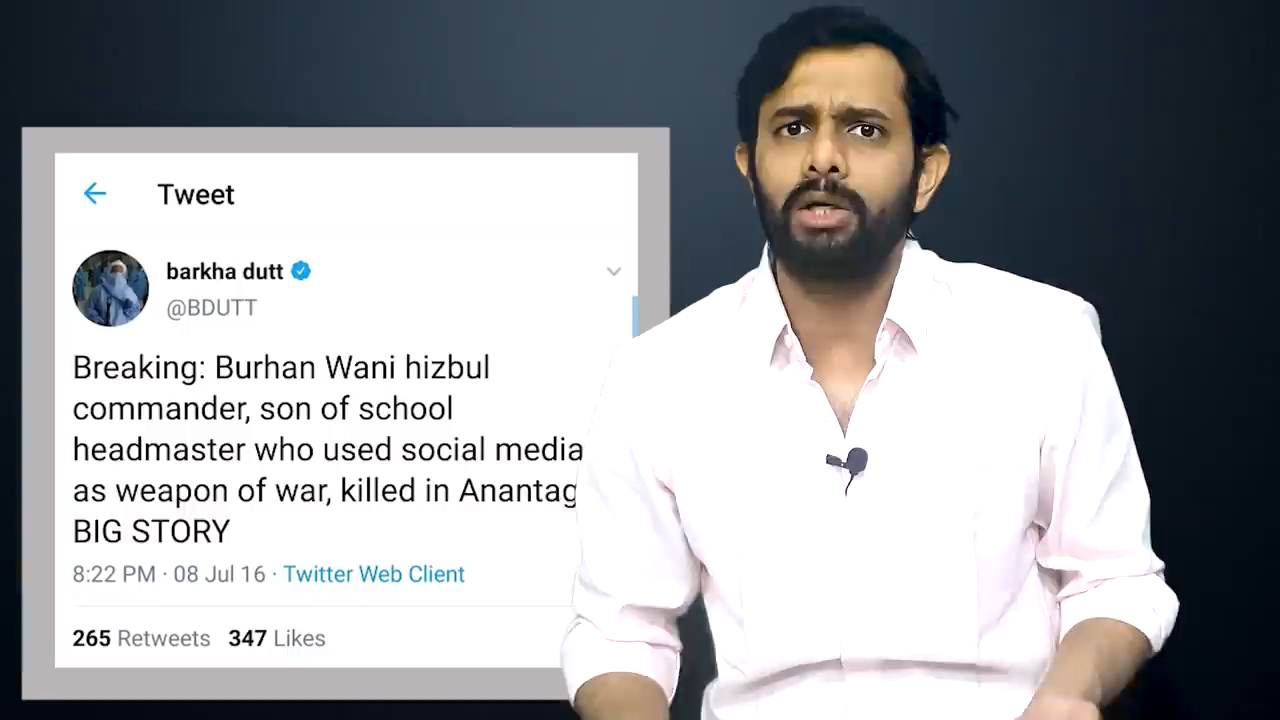 Tweet
barkha dutt
@BDUTT
Breaking: Burhan Wani hizbul
commander, son of school
headmaster who used social media
as weapon of war, killed in Anantag
BIG STORY
8:22 PM · 08 Jul 16 · Twitter Web Client
265 Retweets 347 Likes